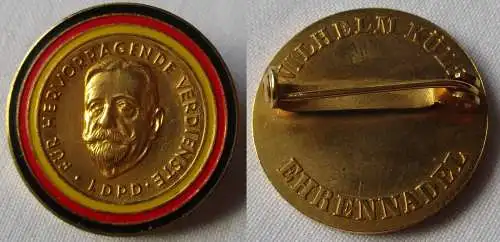 FÜR HERVORRAGENDE VERDIENSTE
· LDPD ·
WILHELM KÜLZ
EHRENNADEL